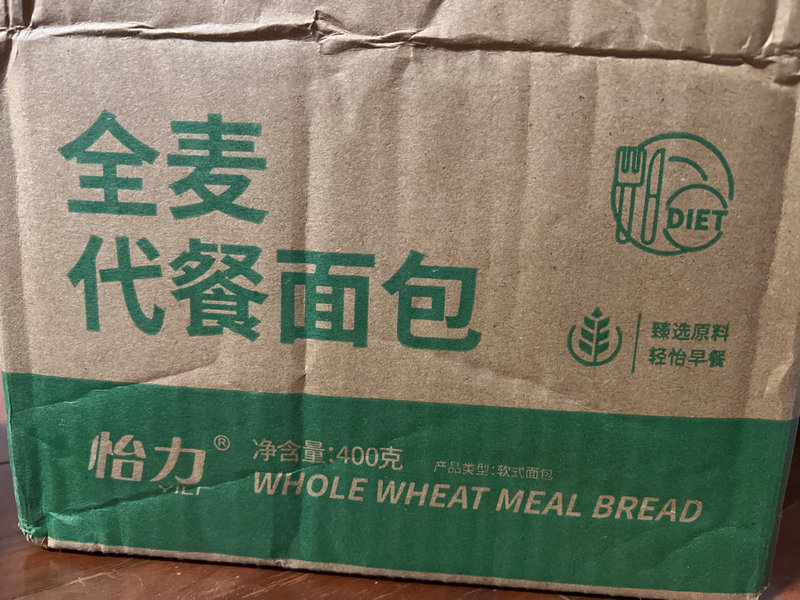 全麦
代餐面包
DIET
臻选原料
轻怡早餐
怡力®
YILI
净含量:400克
产品类型:软式面包
WHOLE WHEAT MEAL BREAD